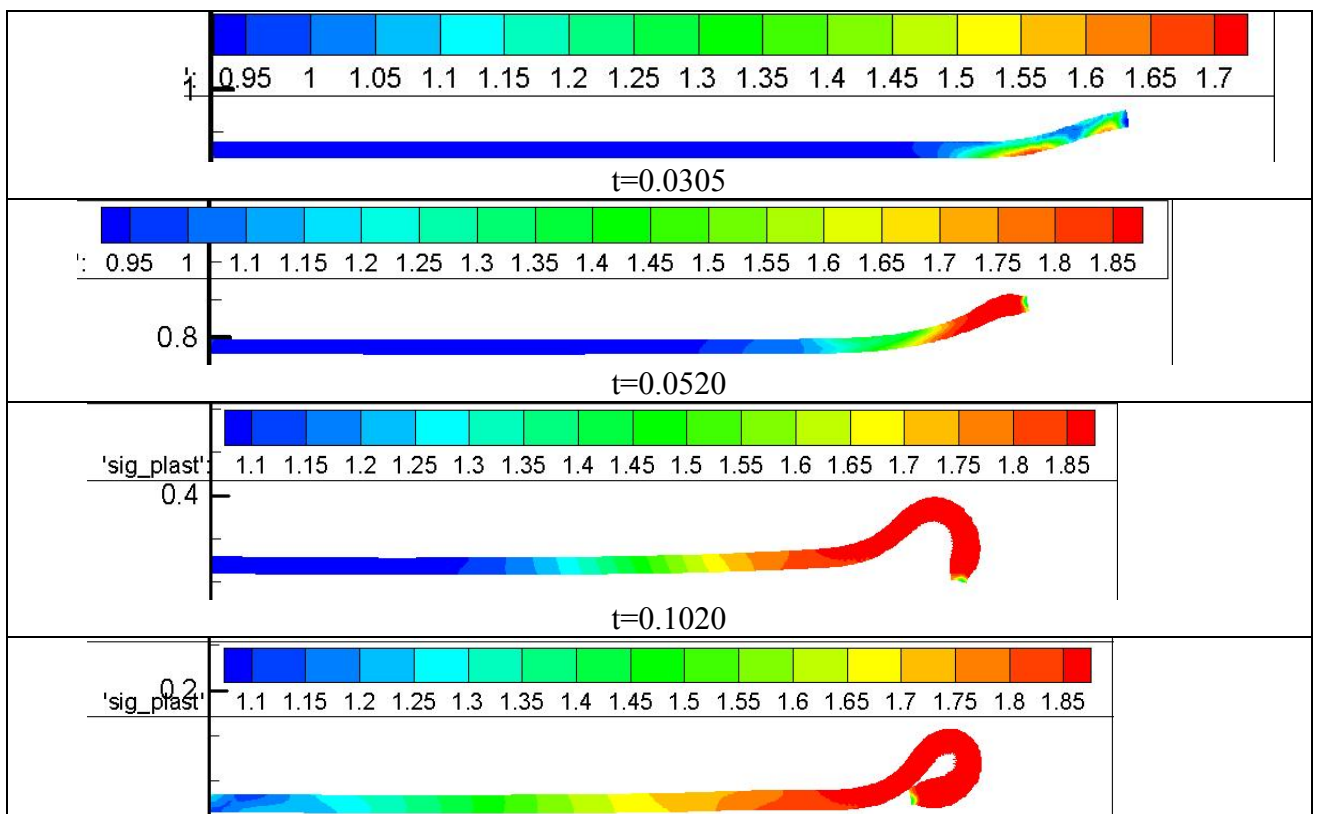 0.95 1 1.05 1.1 1.15 1.2 1.25 1.3 1.35 1.4 1.45 1.5 1.55 1.6 1.65 1.7
1
t=0.0305
': 0.95 1 1.1 1.15 1.2 1.25 1.3 1.35 1.4 1.45 1.5 1.55 1.6 1.65 1.7 1.75 1.8 1.85
0.8
t=0.0520
'sig_plast': 1.1 1.15 1.2 1.25 1.3 1.35 1.4 1.45 1.5 1.55 1.6 1.65 1.7 1.75 1.8 1.85
0.4
t=0.1020
0.2
'sig_plast' 1.1 1.15 1.2 1.25 1.3 1.35 1.4 1.45 1.5 1.55 1.6 1.65 1.7 1.75 1.8 1.85